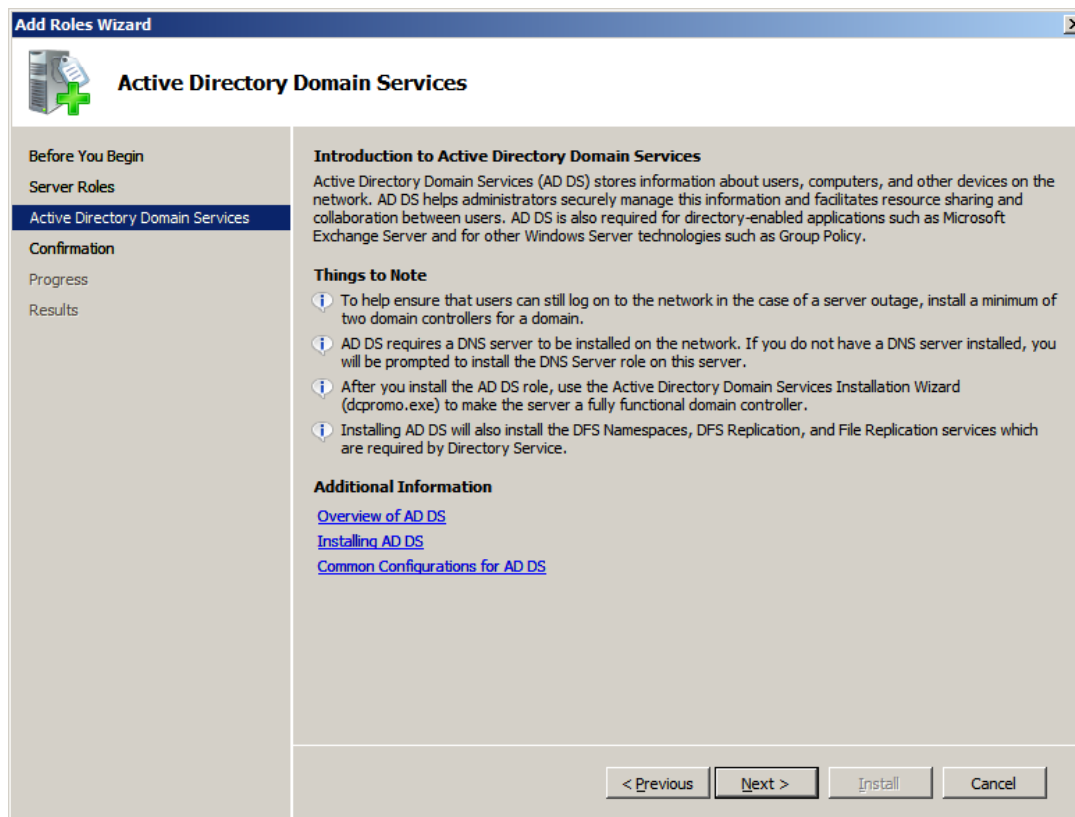 Add Roles Wizard
Active Directory Domain Services
Before You Begin
Server Roles
Active Directory Domain Services
Confirmation
Progress
Results
Introduction to Active Directory Domain Services
Active Directory Domain Services (AD DS) stores information about users, computers, and other devices on the
network. AD DS helps administrators securely manage this information and facilitates resource sharing and
collaboration between users. AD DS is also required for directory-enabled applications such as Microsoft
Exchange Server and for other Windows Server technologies such as Group Policy.
Things to Note
To help ensure that users can still log on to the network in the case of a server outage, install a minimum of
two domain controllers for a domain.
AD DS requires a DNS server to be installed on the network. If you do not have a DNS server installed, you
will be prompted to install the DNS Server role on this server.
After you install the AD DS role, use the Active Directory Domain Services Installation Wizard
(dcpromo.exe) to make the server a fully functional domain controller.
Installing AD DS will also install the DFS Namespaces, DFS Replication, and File Replication services which
are required by Directory Service.
Additional Information
Overview of AD DS
Installing AD DS
Common Configurations for AD DS
< Previous Next > Install Cancel